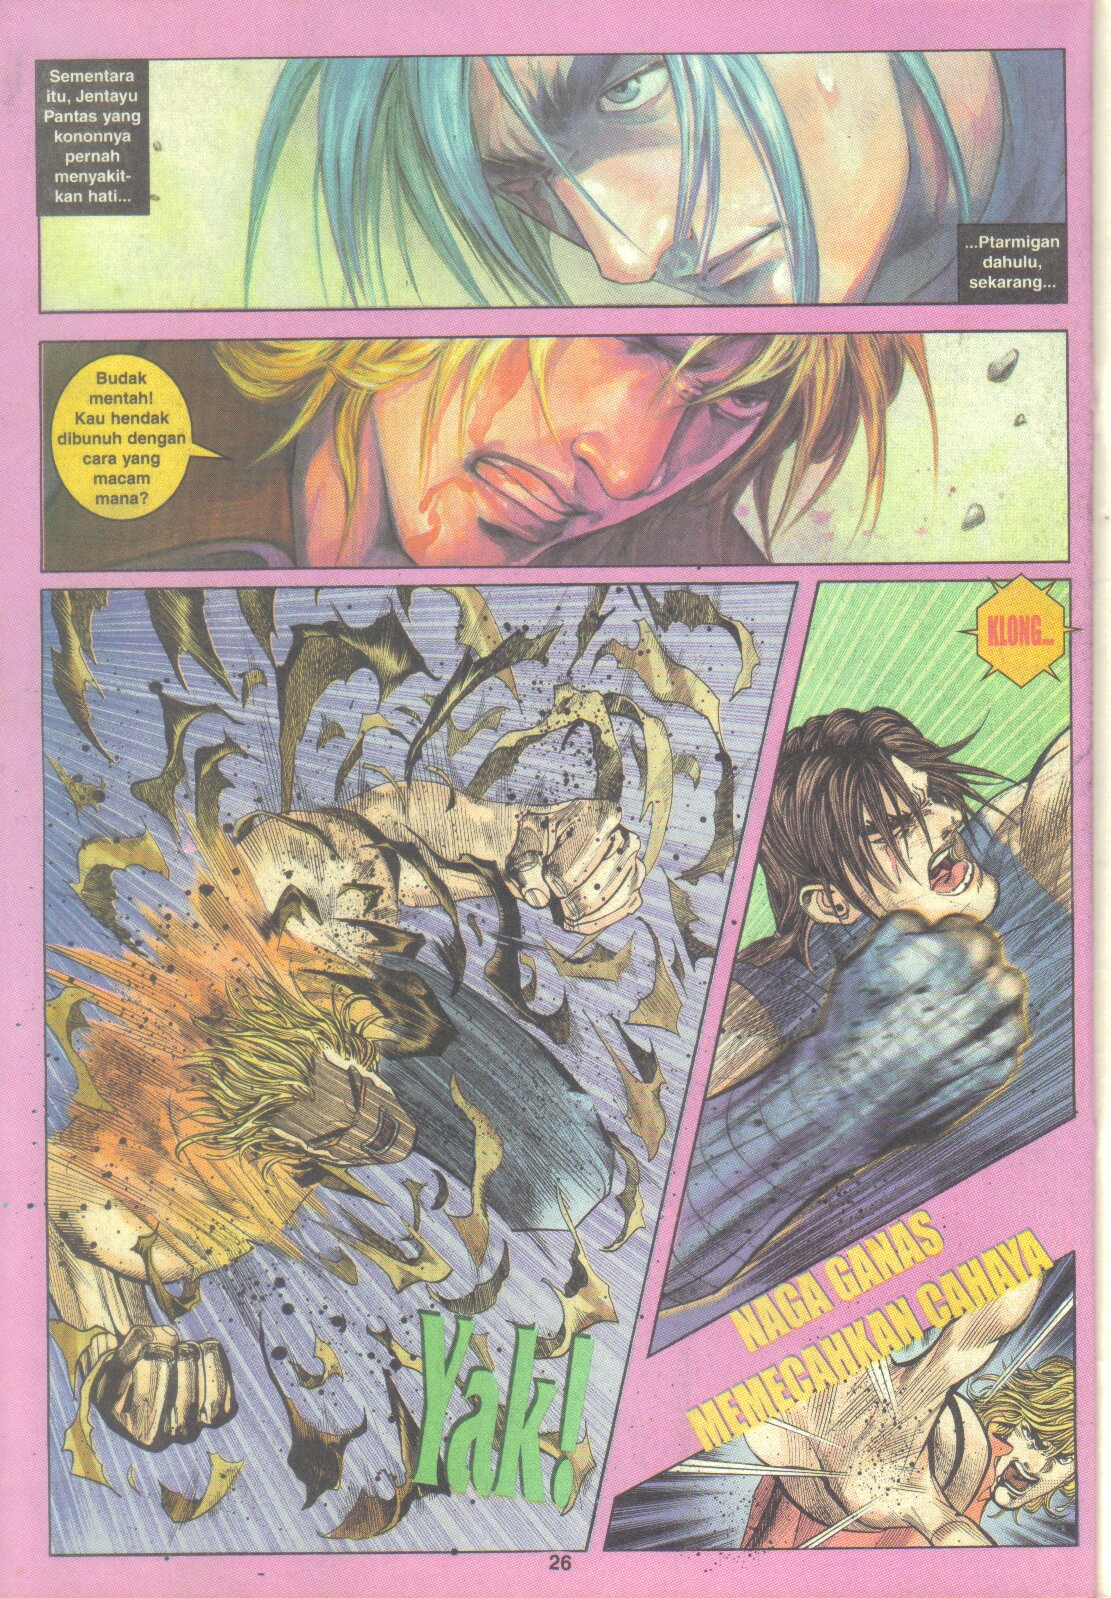 Sementara
itu, Jentayu
Pantas yang
kononnya
pernah
menyakit-
kan hati...
...Ptarmigan
dahulu,
sekarang...
Budak
mentah!
Kau hendak
dibunuh dengan
cara yang
macam
mana?
KLONG...
Yak!
NAGA GANAS
MEMECAHKAN CAHAYA
26